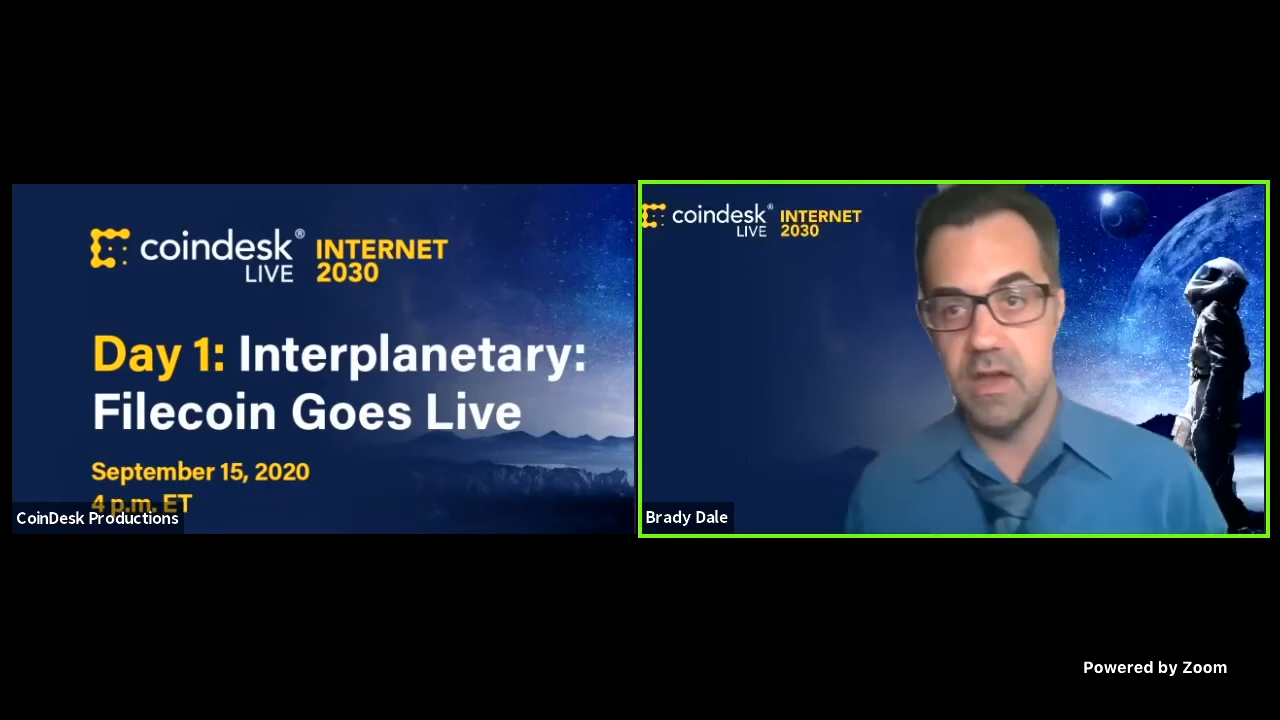 coindesk® INTERNET
LIVE 2030
Day 1: Interplanetary:
Filecoin Goes Live
September 15, 2020
4 p.m. ET
CoinDesk Productions
coindesk® INTERNET
LIVE 2030
Brady Dale
Powered by Zoom